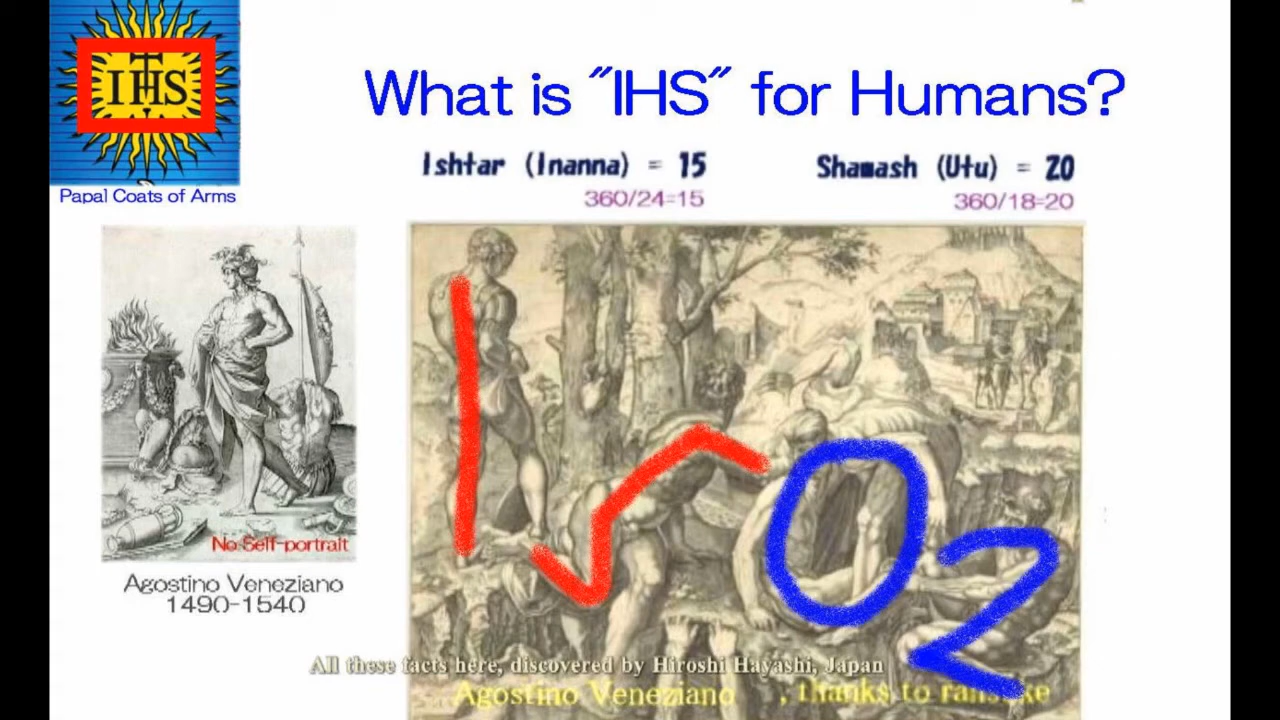 IHS
What is "IHS" for Humans?
Ishtar (Inanna) = 15
360/24=15
Shamash (Utu) = 20
360/18=20
Papal Coats of Arms
No Self-portrait
Agostino Veneziano
1490-1540
15
02
All these facts here, discovered by Hiroshi Hayashi, Japan
Agostino Veneziano , thanks to